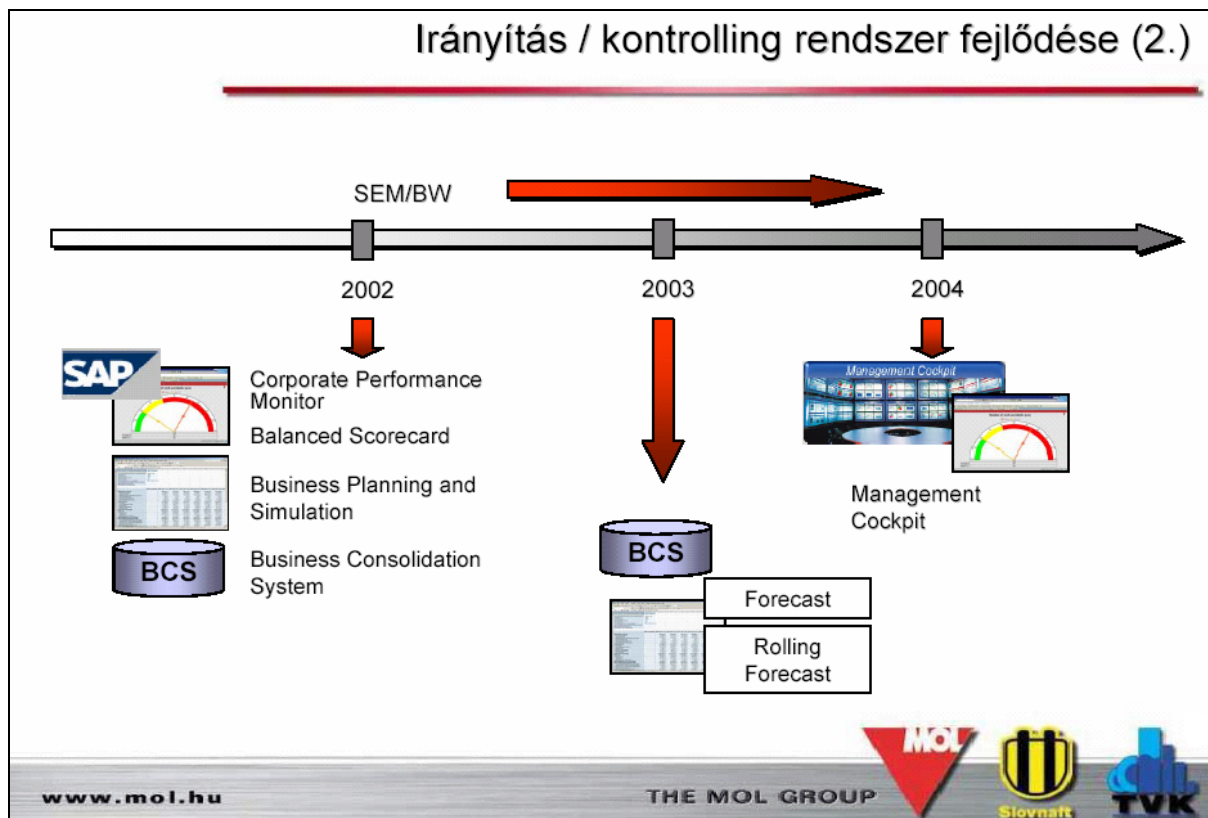 Irányítás / kontrolling rendszer fejlődése (2.)
SEM/BW
2002
2003
2004
SAP
Corporate Performance
Monitor
Balanced Scorecard
Business Planning and
Simulation
BCS
Business Consolidation
System
BCS
Forecast
Rolling
Forecast
Management Cockpit
Management
Cockpit
www.mol.hu
THE MOL GROUP
MOL
Slovnaft
TVK